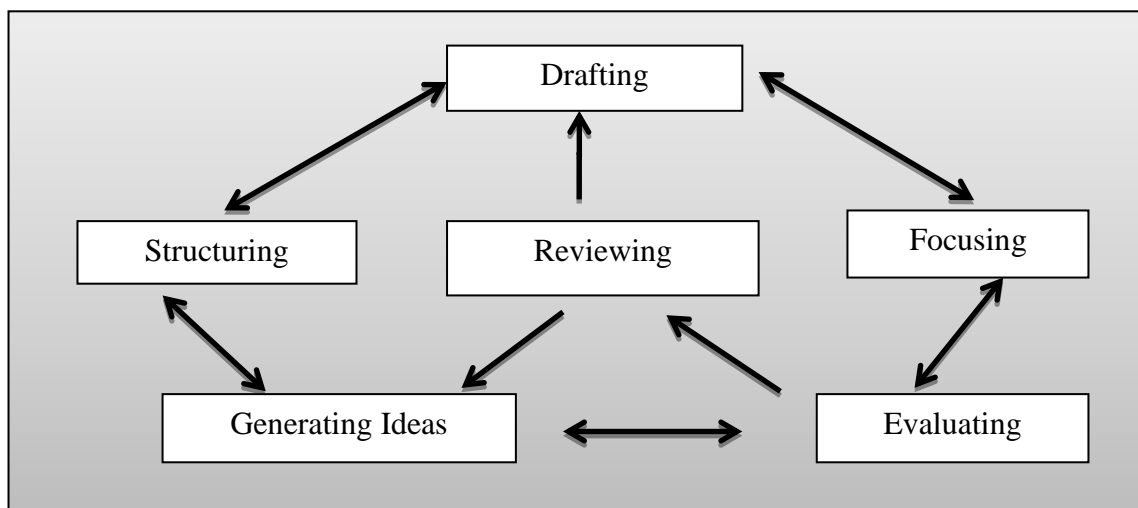 Drafting
Structuring
Reviewing
Focusing
Generating Ideas
Evaluating